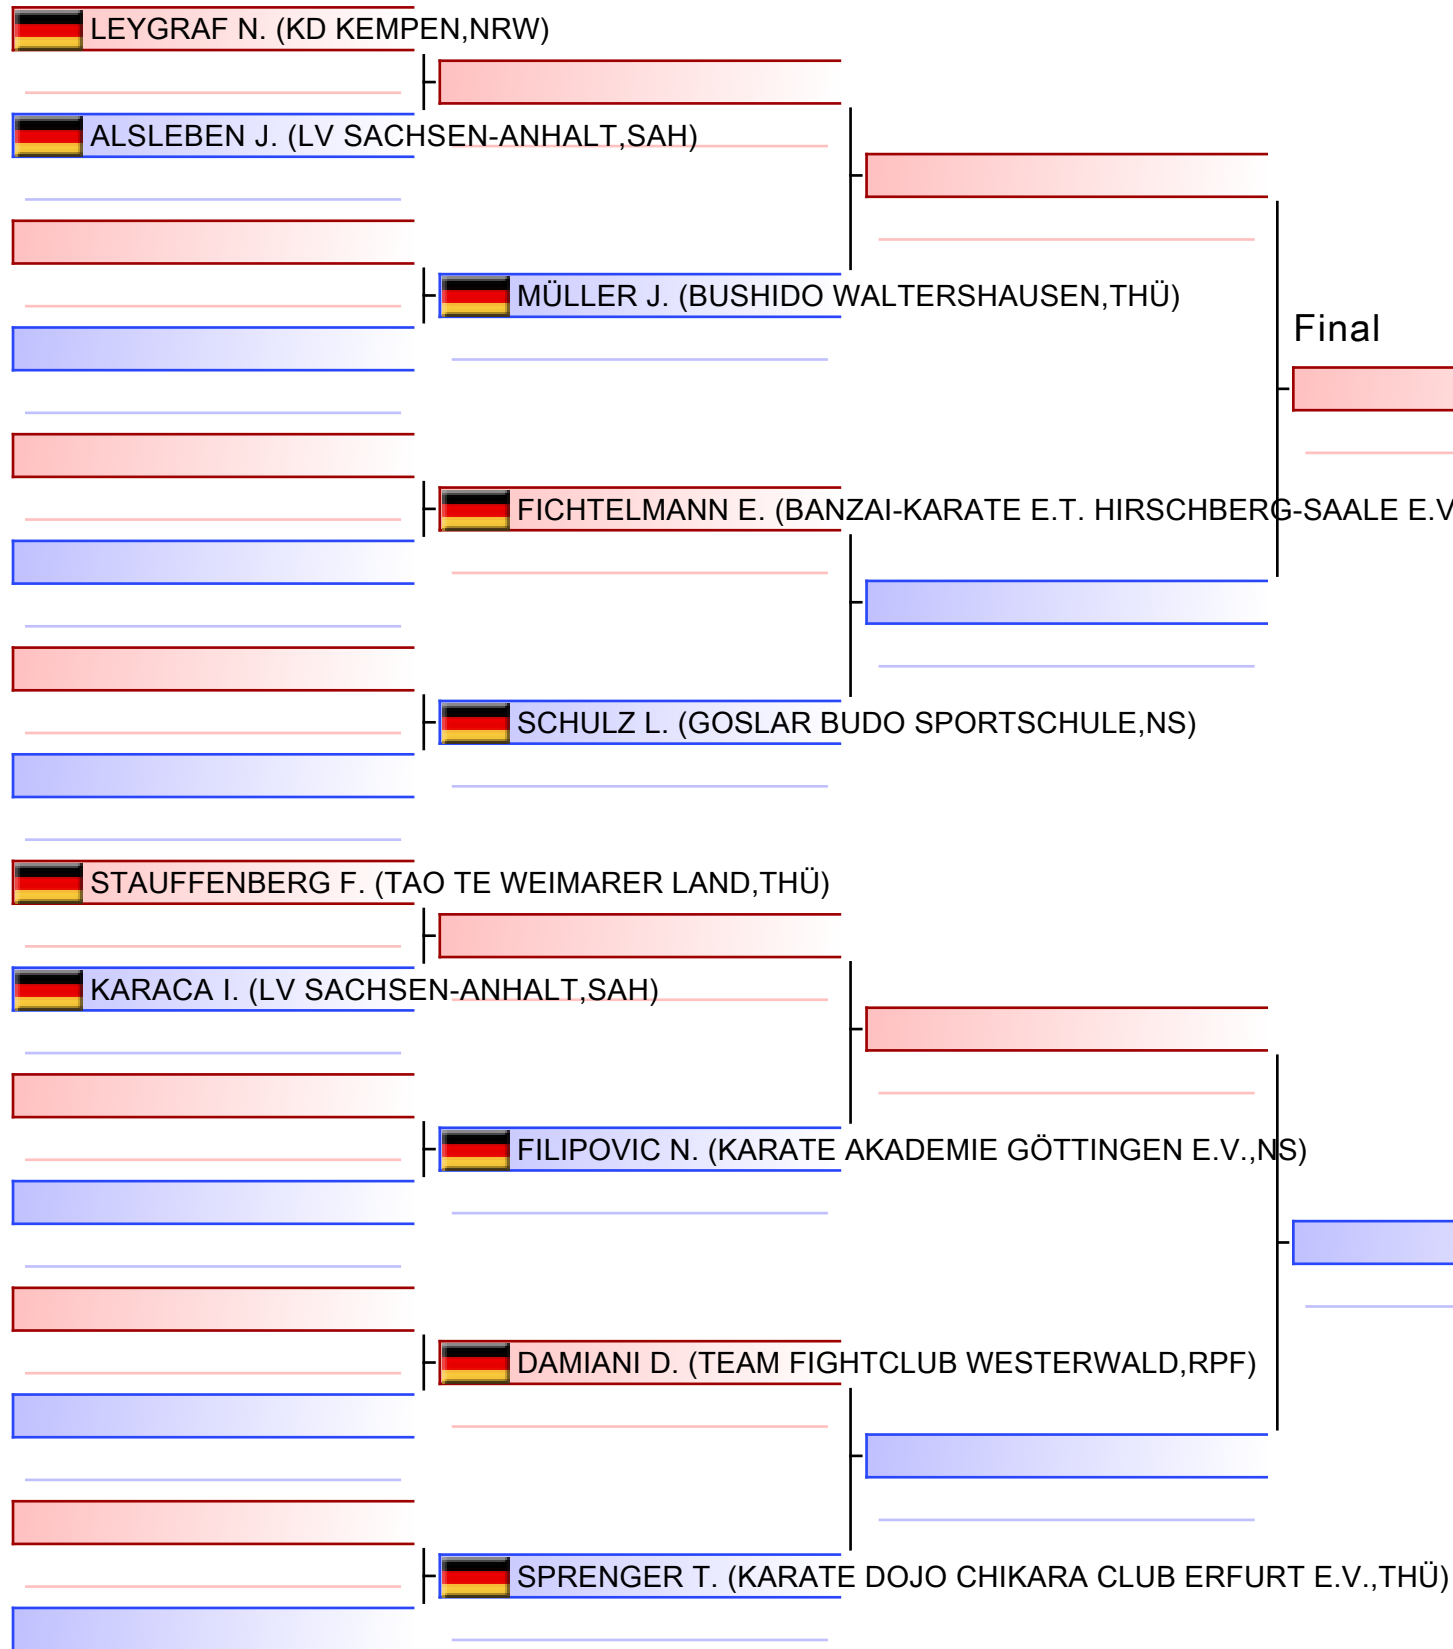 LEYGRAF N. (KD KEMPEN,NRW)
ALSLEBEN J. (LV SACHSEN-ANHALT,SAH)
MÜLLER J. (BUSHIDO WALTERSHAUSEN,THÜ)
Final
FICHTELMANN E. (BANZAI-KARATE E.T. HIRSCHBERG-SAALE E.V
SCHULZ L. (GOSLAR BUDO SPORTSCHULE,NS)
STAUFFENBERG F. (TAO TE WEIMARER LAND,THÜ)
KARACA I. (LV SACHSEN-ANHALT,SAH)
FILIPOVIC N. (KARATE AKADEMIE GÖTTINGEN E.V.,NS)
DAMIANI D. (TEAM FIGHTCLUB WESTERWALD,RPF)
SPRENGER T. (KARATE DOJO CHIKARA CLUB ERFURT E.V.,THÜ)